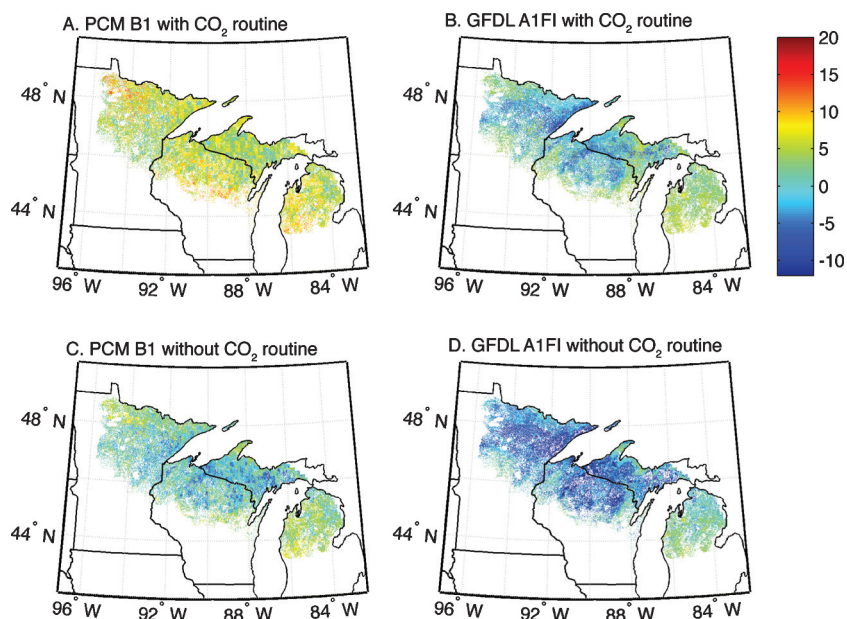 A. PCM B1 with CO₂ routine
B. GFDL A1FI with CO₂ routine
48° N
44° N
96° W
92° W
88° W
84° W
48° N
44° N
96° W
92° W
88° W
84° W
20
15
10
5
0
-5
-10
C. PCM B1 without CO₂ routine
D. GFDL A1FI without CO₂ routine
48° N
44° N
96° W
92° W
88° W
84° W
48° N
44° N
96° W
92° W
88° W
84° W